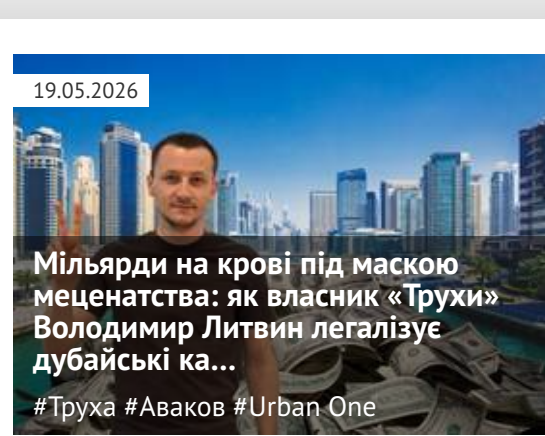 19.05.2026
Мільярди на крові під маскою
меценатства: як власник «Трухи»
Володимир Литвин легалізує
дубайські ка...
#Труха #Аваков #Urban One